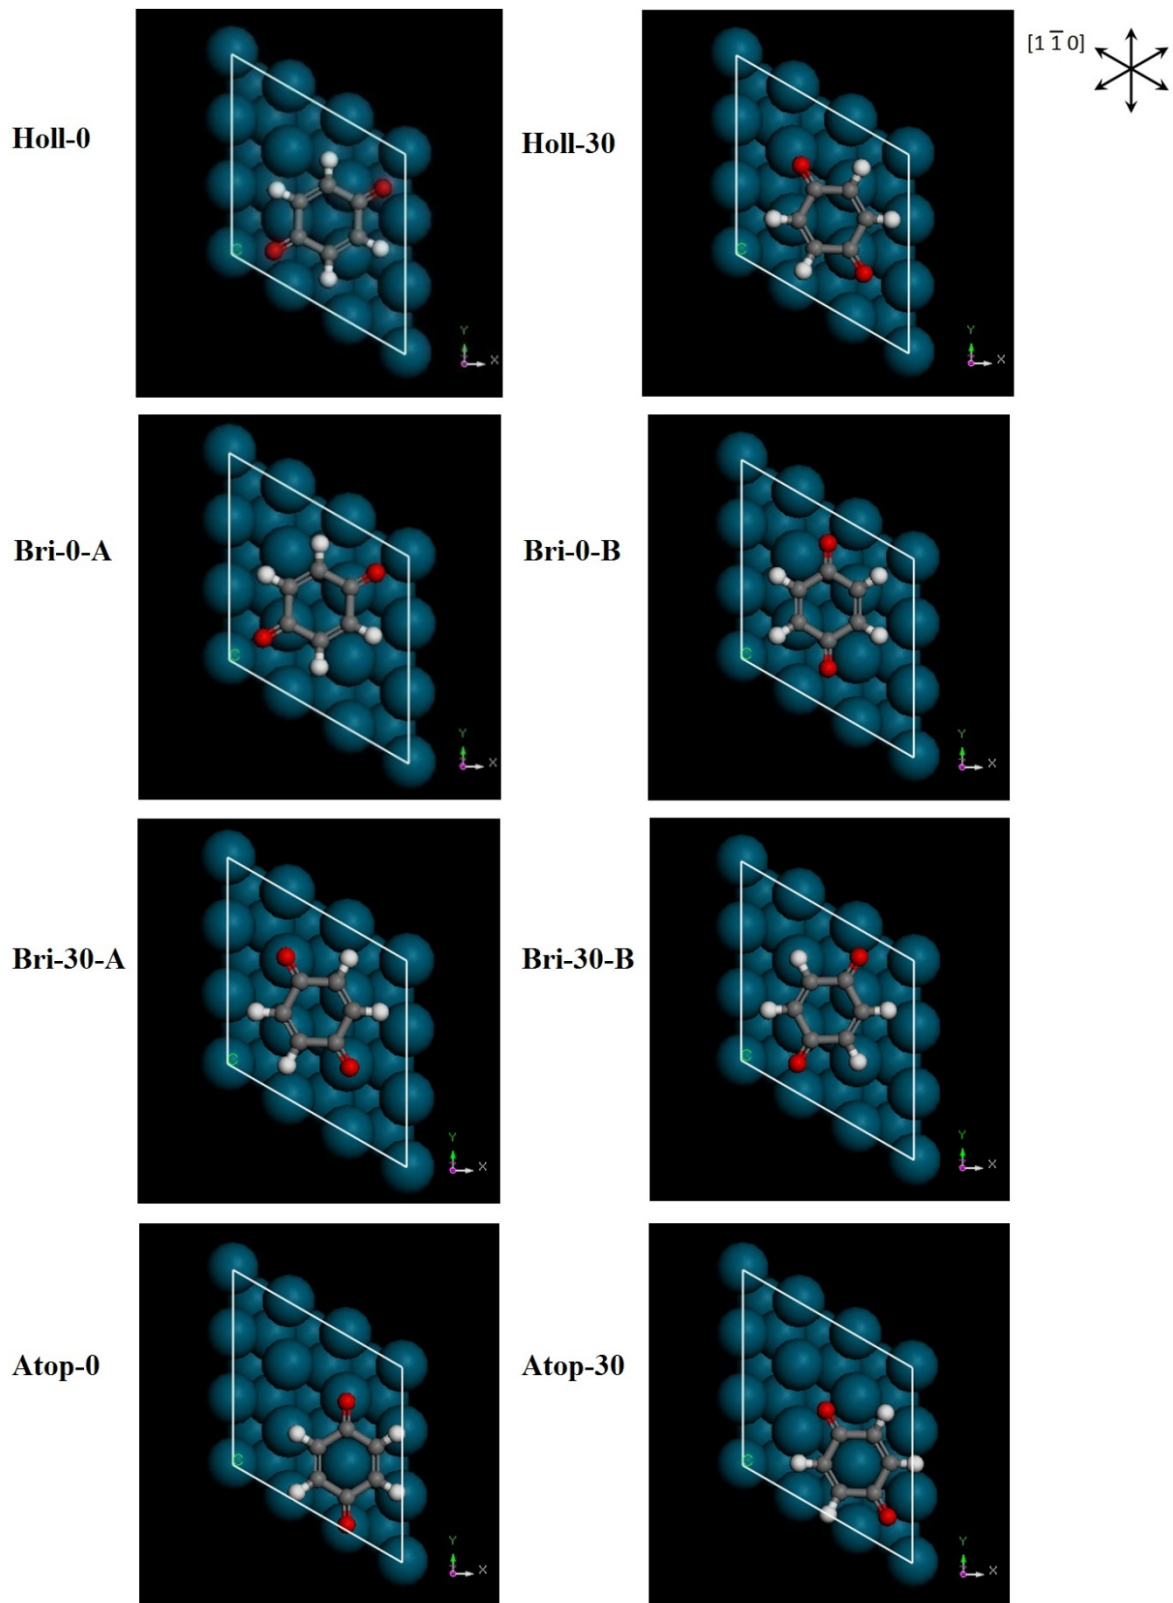 [1 1̅ 0]
Holl-0
Holl-30
C
C
Y
X
Y
X
Bri-0-A
Bri-0-B
C
C
Y
X
Y
X
Bri-30-A
Bri-30-B
C
C
Y
X
Y
X
Atop-0
Atop-30
C
C
Y
X
Y
X